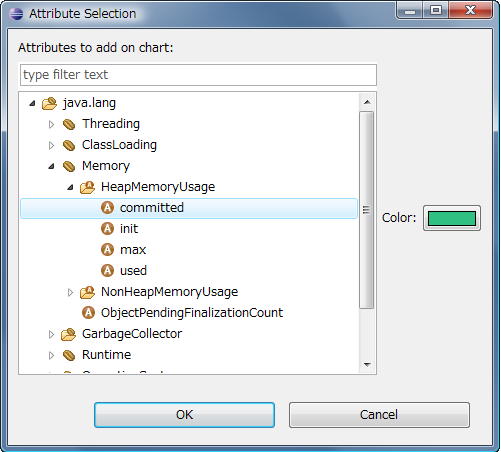 Attribute Selection
Attributes to add on chart:
type filter text
java.lang
Threading
ClassLoading
Memory
HeapMemoryUsage
committed
init
max
used
NonHeapMemoryUsage
ObjectPendingFinalizationCount
GarbageCollector
Runtime
Color:
OK
Cancel